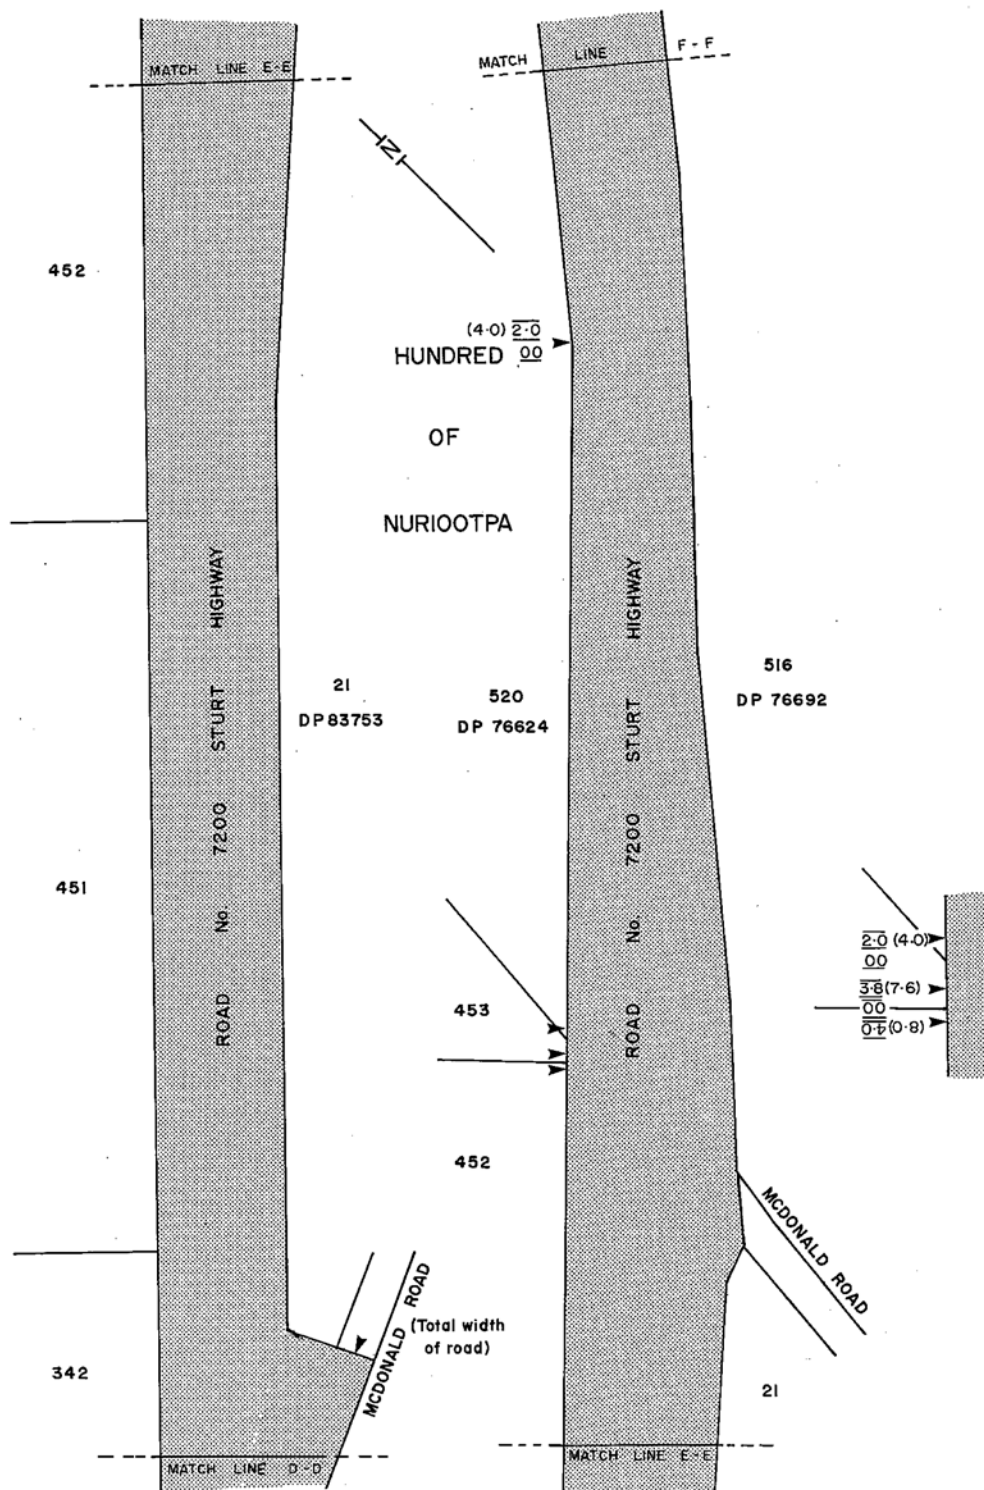 MATCH LINE E-E
452
451
342
ROAD No. 7200 STURT HIGHWAY
21
DP 83753
MCDONALD ROAD
(Total width
of road)
MATCH LINE D-D
N
HUNDRED
OF
NURIOOTPA
MATCH LINE F-F
(4·0) 2·0
00
520
DP 76624
453
452
ROAD No. 7200 STURT HIGHWAY
516
DP 76692
MCDONALD ROAD
21
MATCH LINE E-E
2·0 (4·0)
00
3·8 (7·6)
00
0·4 (0·8)